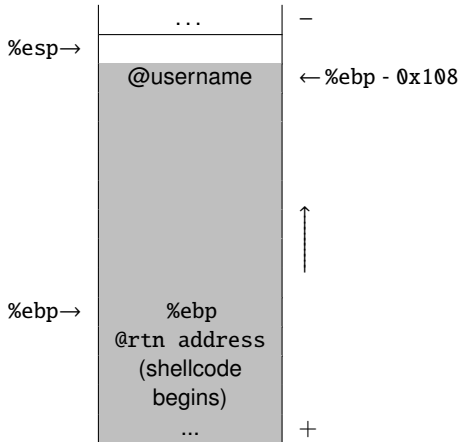 ... −
%esp→
@username ←%ebp - 0x108
%ebp→ %ebp
@rtn address
(shellcode
begins)
... +